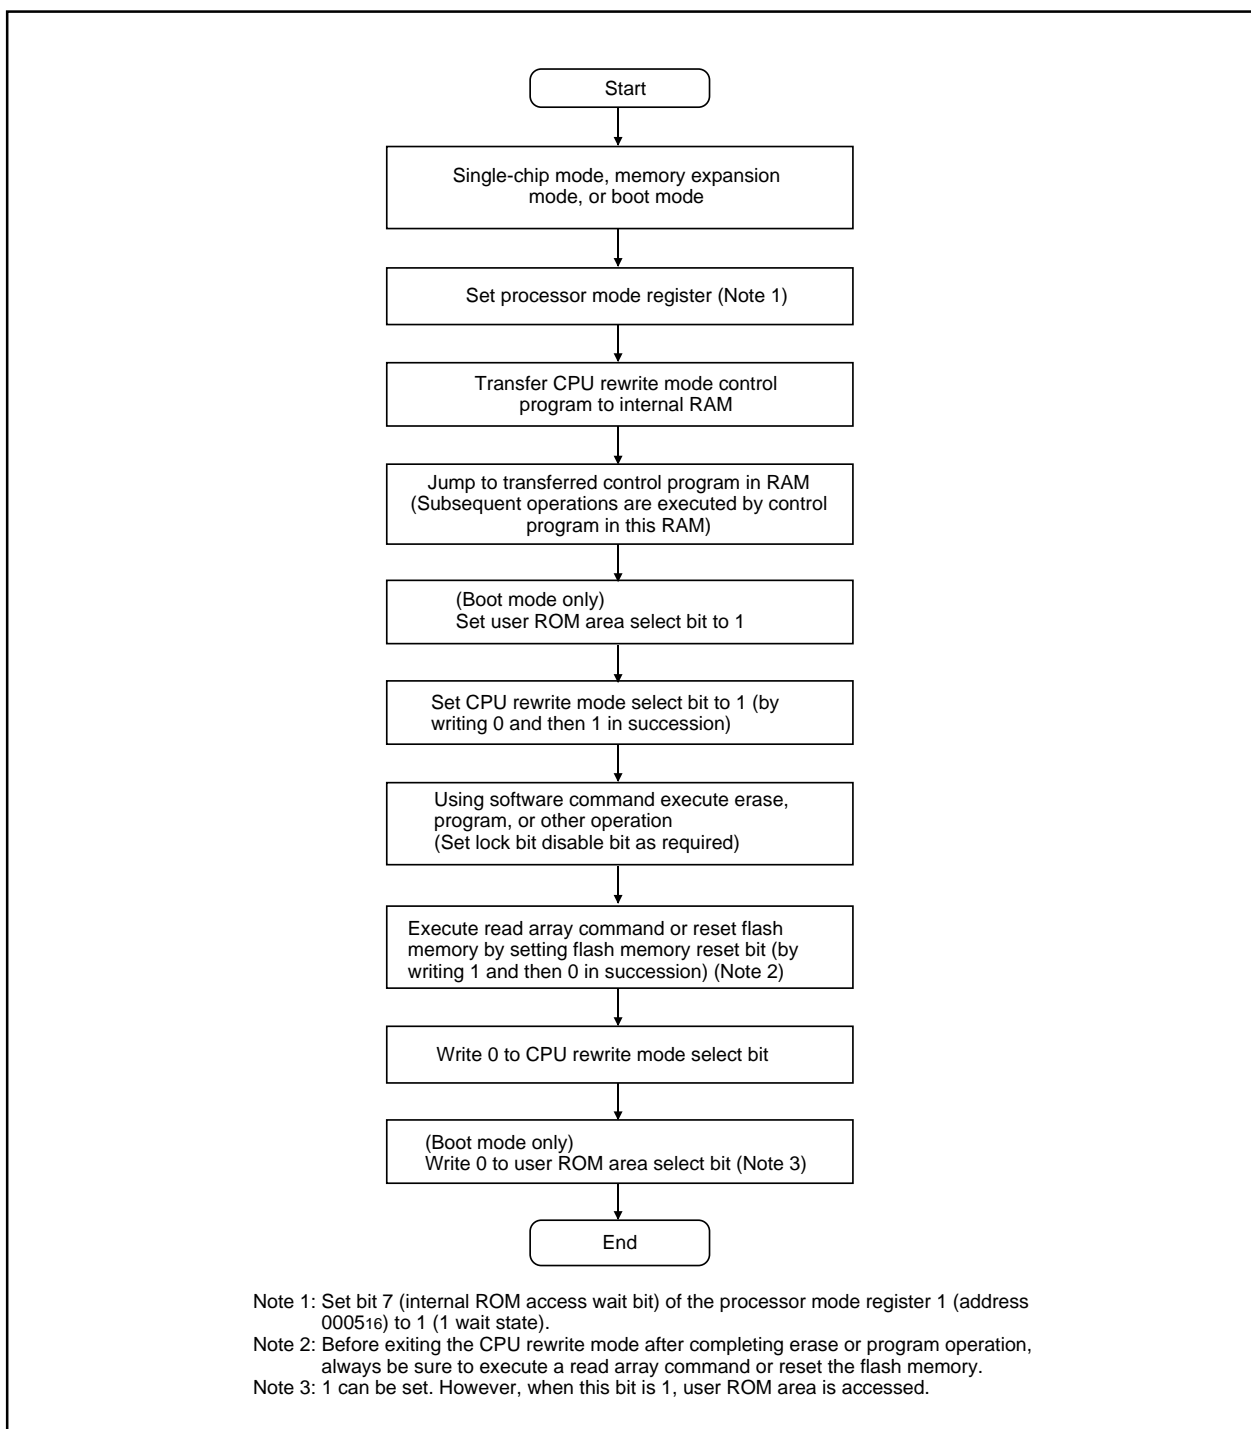 Start
Single-chip mode, memory expansion
mode, or boot mode
Set processor mode register (Note 1)
Transfer CPU rewrite mode control
program to internal RAM
Jump to transferred control program in RAM
(Subsequent operations are executed by control
program in this RAM)
(Boot mode only)
Set user ROM area select bit to 1
Set CPU rewrite mode select bit to 1 (by
writing 0 and then 1 in succession)
Using software command execute erase,
program, or other operation
(Set lock bit disable bit as required)
Execute read array command or reset flash
memory by setting flash memory reset bit (by
writing 1 and then 0 in succession) (Note 2)
Write 0 to CPU rewrite mode select bit
(Boot mode only)
Write 0 to user ROM area select bit (Note 3)
End
Note 1: Set bit 7 (internal ROM access wait bit) of the processor mode register 1 (address
000516) to 1 (1 wait state).
Note 2: Before exiting the CPU rewrite mode after completing erase or program operation,
always be sure to execute a read array command or reset the flash memory.
Note 3: 1 can be set. However, when this bit is 1, user ROM area is accessed.